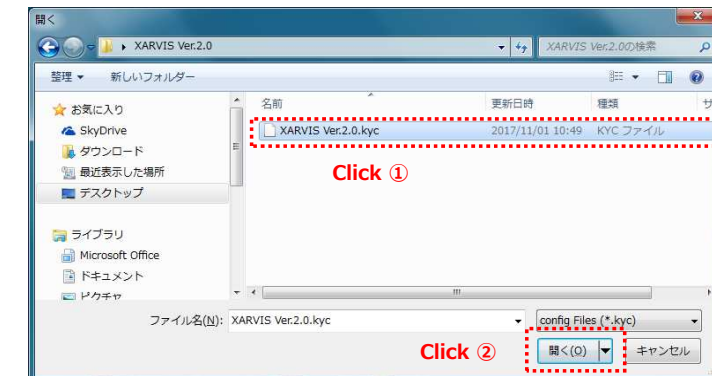 開く
XARVIS Ver.2.0
XARVIS Ver.2.0の検索
整理 新しいフォルダー
お気に入り
SkyDrive
ダウンロード
最近表示した場所
デスクトップ
ライブラリ
Microsoft Office
ドキュメント
ピクチャ
名前 更新日時 種類 サ
XARVIS Ver.2.0.kyc 2017/11/01 10:49 KYC ファイル
Click ①
ファイル名(N): XARVIS Ver.2.0.kyc config Files (*.kyc)
Click ② 開く(O) キャンセル